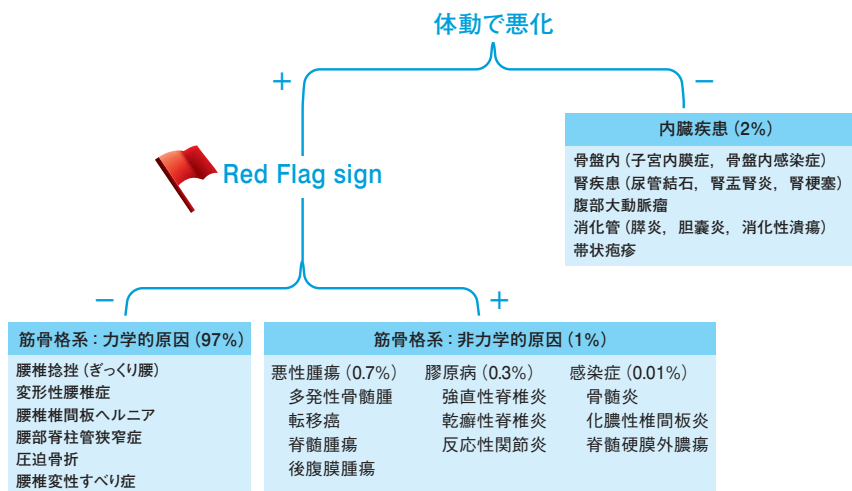 体動で悪化
＋
−
内臓疾患（2%）
骨盤内（子宮内膜症，骨盤内感染症）
腎疾患（尿管結石，腎盂腎炎，腎梗塞）
腹部大動脈瘤
消化管（膵炎，胆嚢炎，消化性潰瘍）
帯状疱疹
Red Flag sign
−
＋
筋骨格系：力学的原因（97%）
腰椎捻挫（ぎっくり腰）
変形性腰椎症
腰椎椎間板ヘルニア
腰部脊柱管狭窄症
圧迫骨折
腰椎変性すべり症
筋骨格系：非力学的原因（1%）
悪性腫瘍（0.7%）
多発性骨髄腫
転移癌
脊髄腫瘍
後腹膜腫瘍
膠原病（0.3%）
強直性脊椎炎
乾癬性脊椎炎
反応性関節炎
感染症（0.01%）
骨髄炎
化膿性椎間板炎
脊髄硬膜外膿瘍